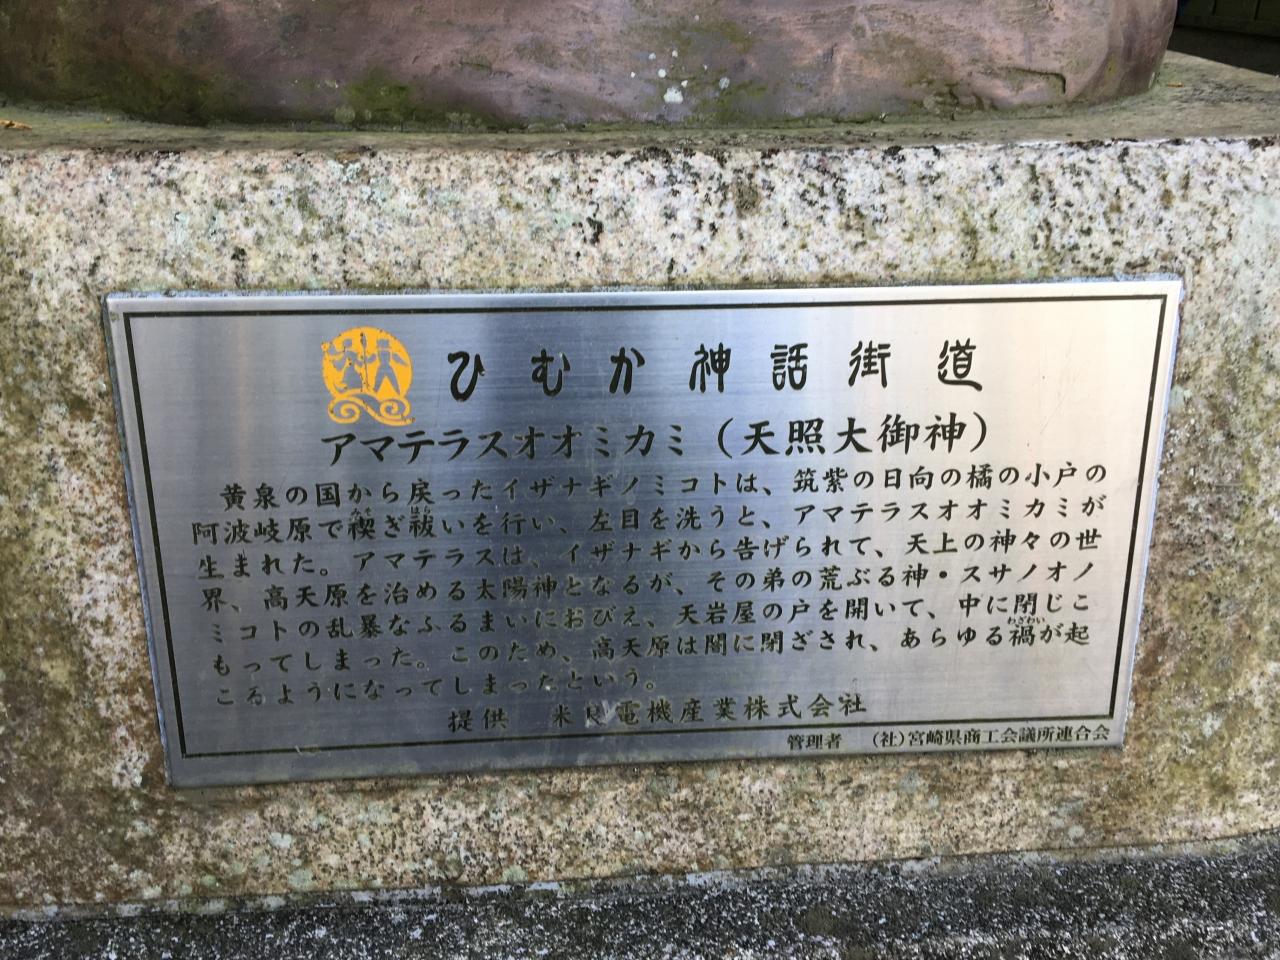 ひむか神話街道
アマテラスオオミカミ（天照大御神）
黄泉の国から戻ったイザナギノミコトは、筑紫の日向の橘の小戸の
阿波岐原で禊ぎ祓いを行い、左目を洗うと、アマテラスオオミカミが
生まれた。アマテラスは、イザナギから告げられて、天上の神々の世
界、高天原を治める太陽神となるが、その弟の荒ぶる神・スサノオノ
ミコトの乱暴なふるまいにおびえ、天岩屋の戸を開いて、中に閉じこ
もってしまった。このため、高天原は闇に閉ざされ、あらゆる禍が起
こるようになってしまったという。
提供　米良電機産業株式会社
管理者　（社）宮崎県商工会議所連合会